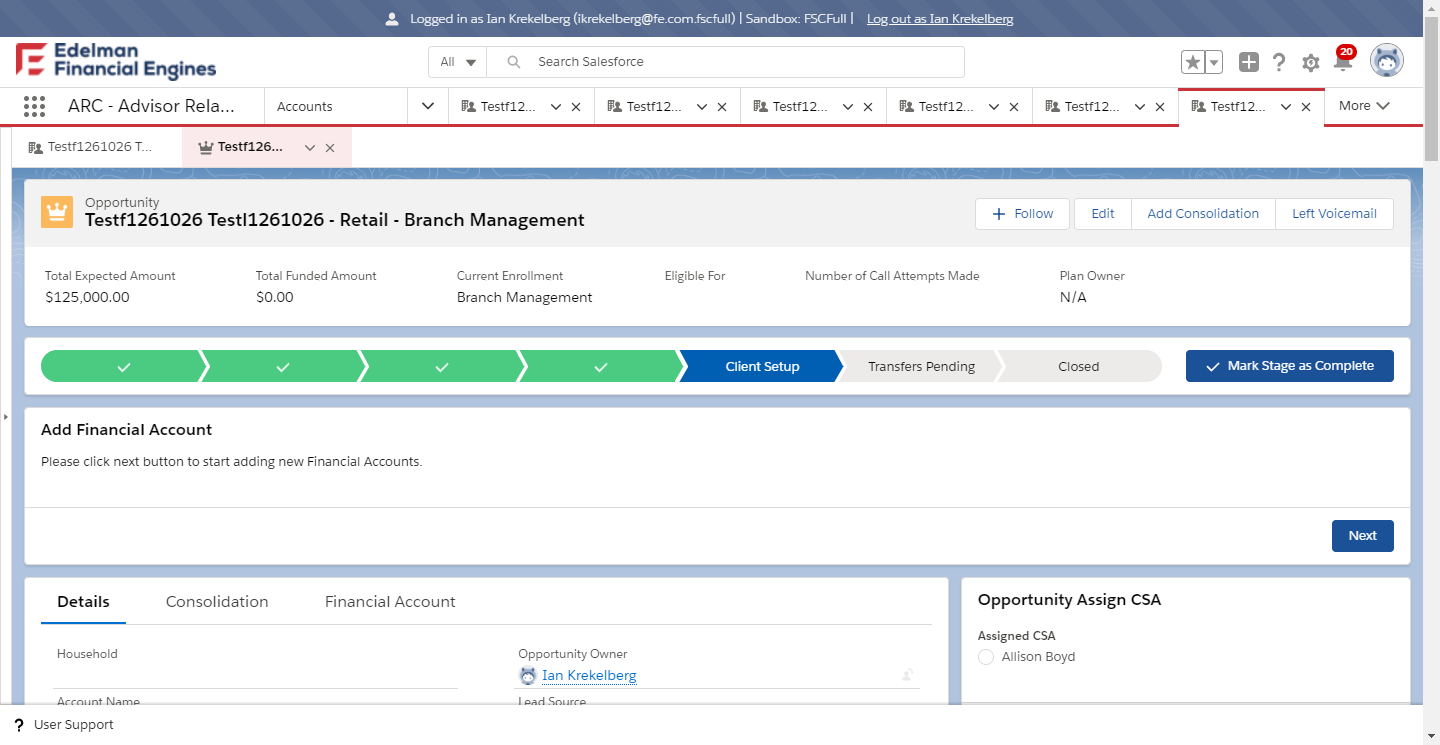 Logged in as Ian Krekelberg (ikrekelberg@fe.com.fscfull) | Sandbox: FSCFull | Log out as Ian Krekelberg
Edelman
Financial Engines
All Search Salesforce
20
ARC - Advisor Rela... Accounts Testf12... Testf12... Testf12... Testf12... Testf12... Testf12... More
Testf1261026 T... Testf126...
Opportunity
Testf1261026 Testl1261026 - Retail - Branch Management
Follow Edit Add Consolidation Left Voicemail
Total Expected Amount Total Funded Amount Current Enrollment Eligible For Number of Call Attempts Made Plan Owner
$125,000.00 $0.00 Branch Management N/A
Client Setup Transfers Pending Closed Mark Stage as Complete
Add Financial Account
Please click next button to start adding new Financial Accounts.
Next
Details Consolidation Financial Account
Opportunity Assign CSA
Household Opportunity Owner
Ian Krekelberg
Assigned CSA
Allison Boyd
Account Name Lead Source
? User Support